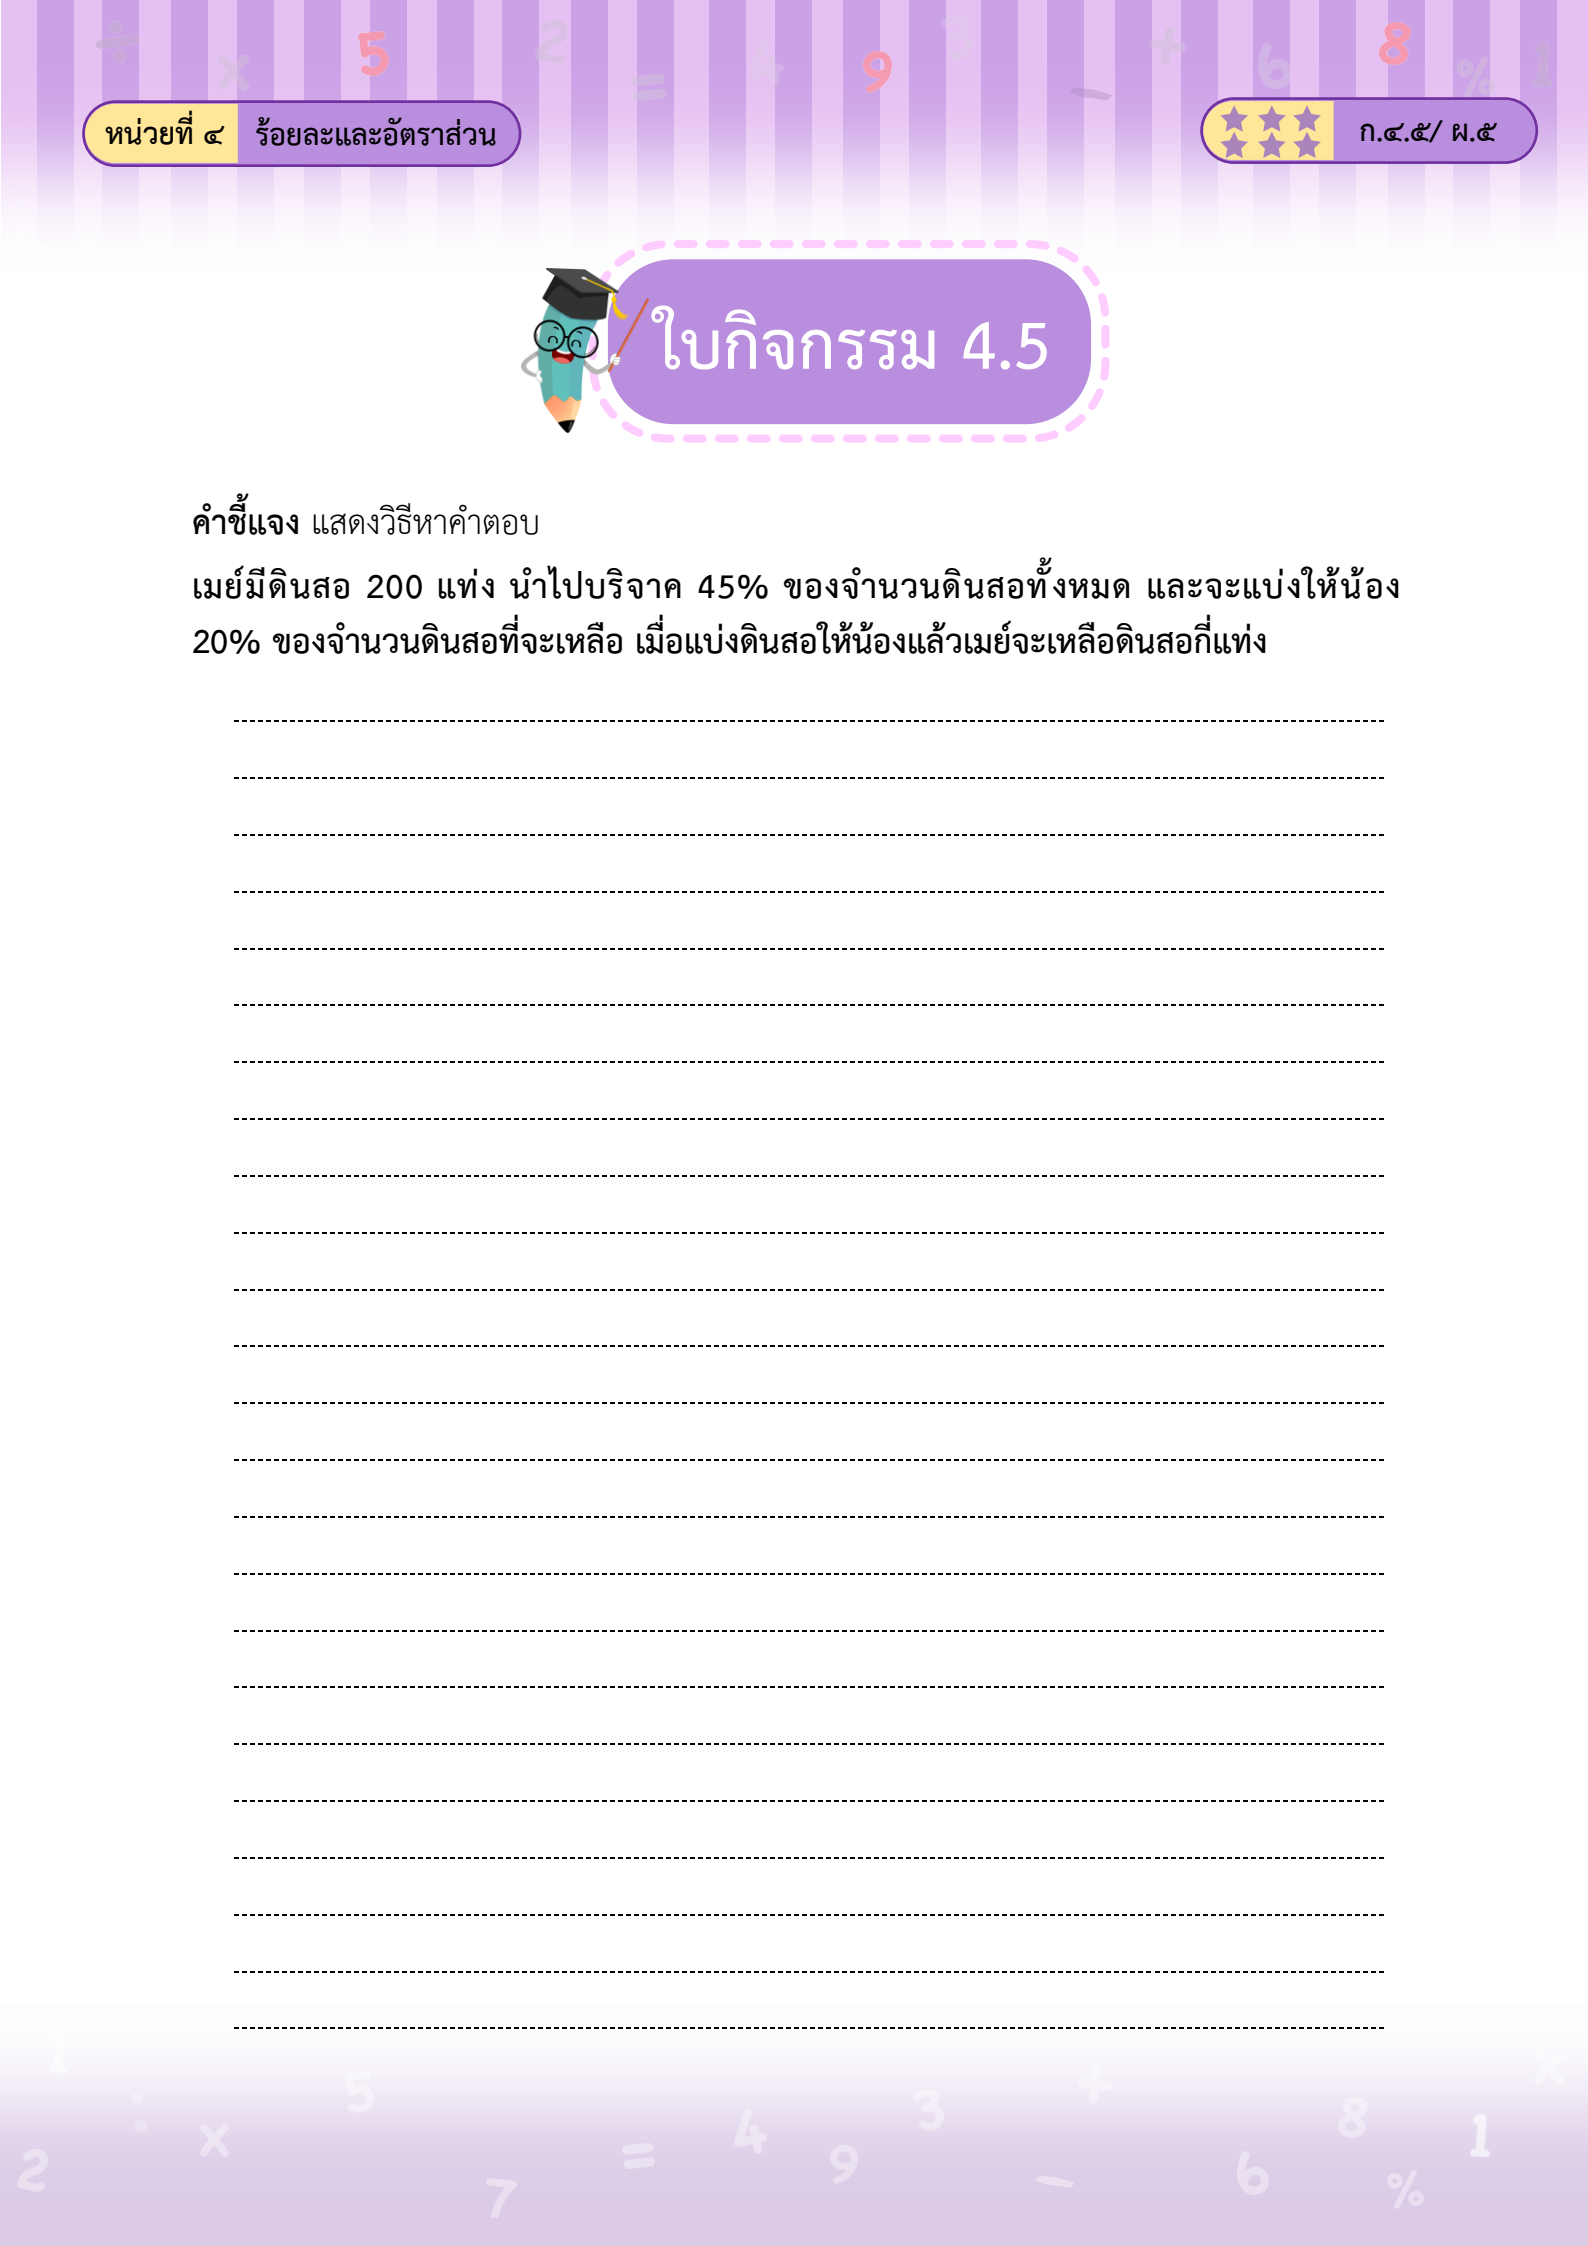 หน่วยที่ ๔ ร้อยละและอัตราส่วน
ก.๔.๕/ ผ.๕
ใบกิจกรรม 4.5
คำชี้แจง แสดงวิธีหาคำตอบ
เมย์มีดินสอ 200 แท่ง นำไปบริจาค 45% ของจำนวนดินสอทั้งหมด และจะแบ่งให้น้อง
20% ของจำนวนดินสอที่จะเหลือ เมื่อแบ่งดินสอให้น้องแล้วเมย์จะเหลือดินสอกี่แท่ง